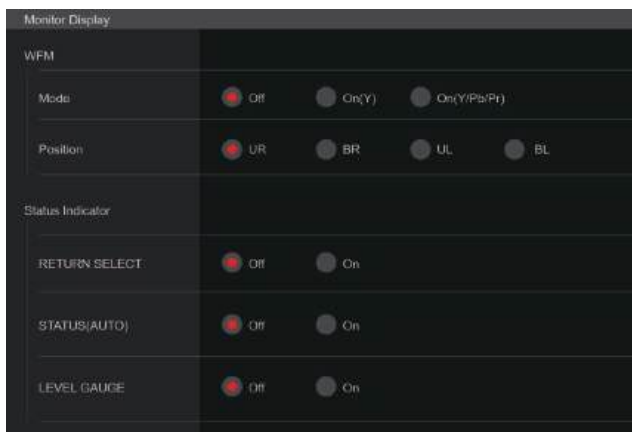 Monitor Display
WFM
Mode Off On(Y) On(Y/Pb/Pr)
Position UR BR UL BL
Status Indicator
RETURN SELECT Off On
STATUS(AUTO) Off On
LEVEL GAUGE Off On